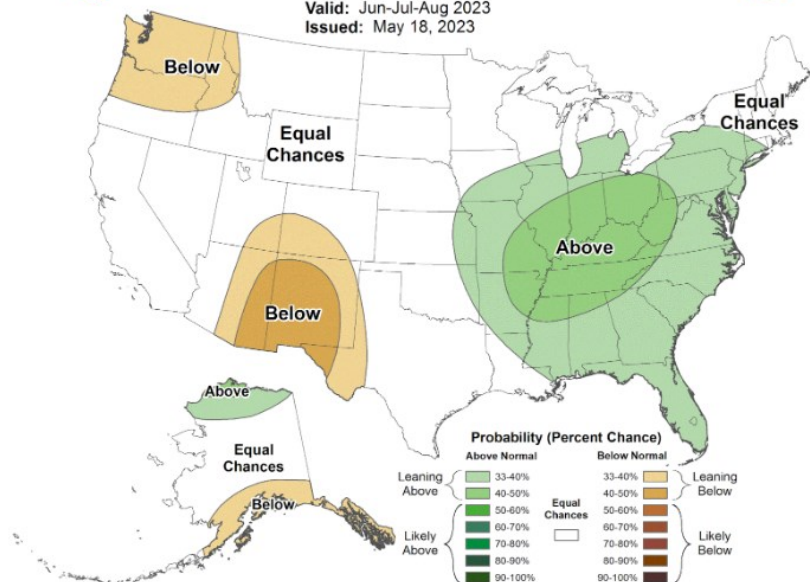 Valid: Jun-Jul-Aug 2023
Issued: May 18, 2023
Below
Equal
Chances
Equal
Chances
Above
Below
Above
Equal
Chances
Below
Probability (Percent Chance)
Above Normal
Below Normal
Leaning
Above
33-40%
40-50%
Likely
Above
50-60%
60-70%
70-80%
80-90%
90-100%
Equal
Chances
33-40%
40-50%
Leaning
Below
50-60%
60-70%
70-80%
80-90%
90-100%
Likely
Below